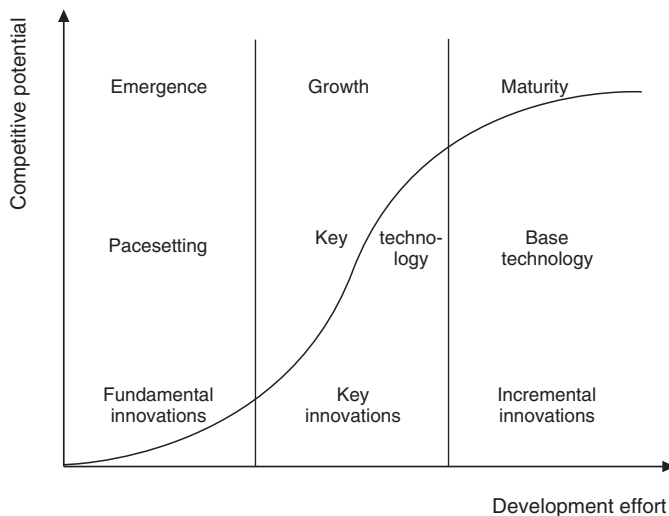 Competitive potential
Emergence
Growth
Maturity
Pacesetting
Key techno-
logy
Base
technology
Fundamental
innovations
Key
innovations
Incremental
innovations
Development effort